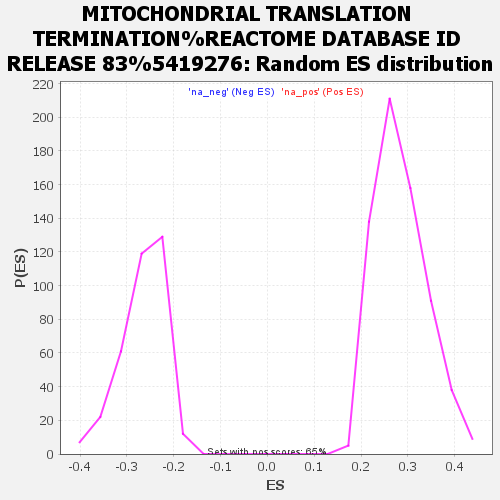 MITOCHONDRIAL TRANSLATION
TERMINATION%REACTOME DATABASE ID
RELEASE 83%5419276: Random ES distribution
'na_neg' (Neg ES) 'na_pos' (Pos ES)
220
200
180
160
140
120
100
80
60
40
20
0
P(ES)
Sets with pos scores: 65%
-0.4 -0.3 -0.2 -0.1 0.0 0.1 0.2 0.3 0.4
ES